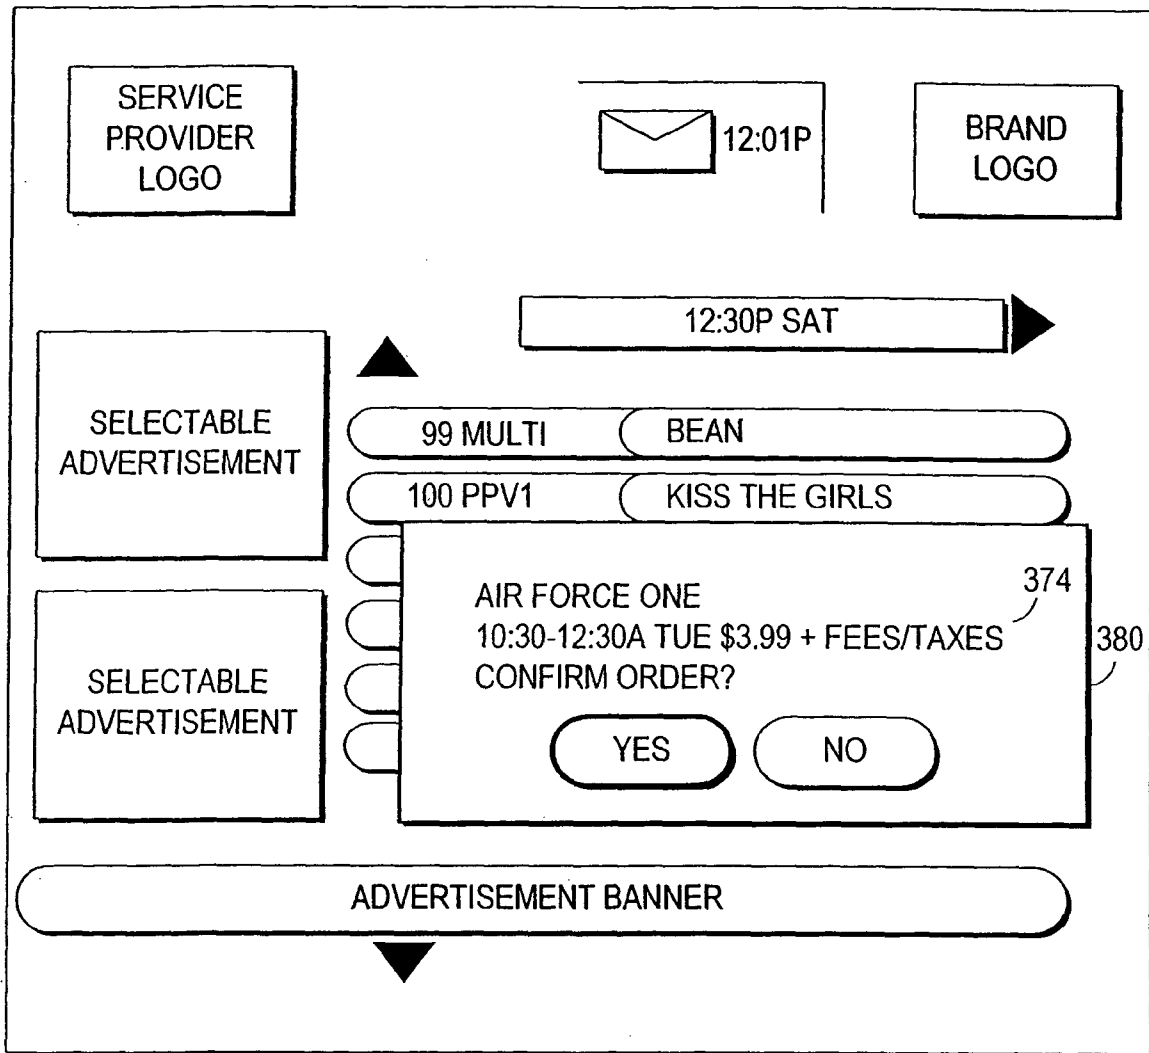 SERVICE
PROVIDER
LOGO
12:01P
BRAND
LOGO
12:30P SAT
SELECTABLE
ADVERTISEMENT
99 MULTI
BEAN
100 PPV1
KISS THE GIRLS
AIR FORCE ONE
374
10:30-12:30A TUE $3.99 + FEES/TAXES
380
CONFIRM ORDER?
YES
NO
SELECTABLE
ADVERTISEMENT
ADVERTISEMENT BANNER